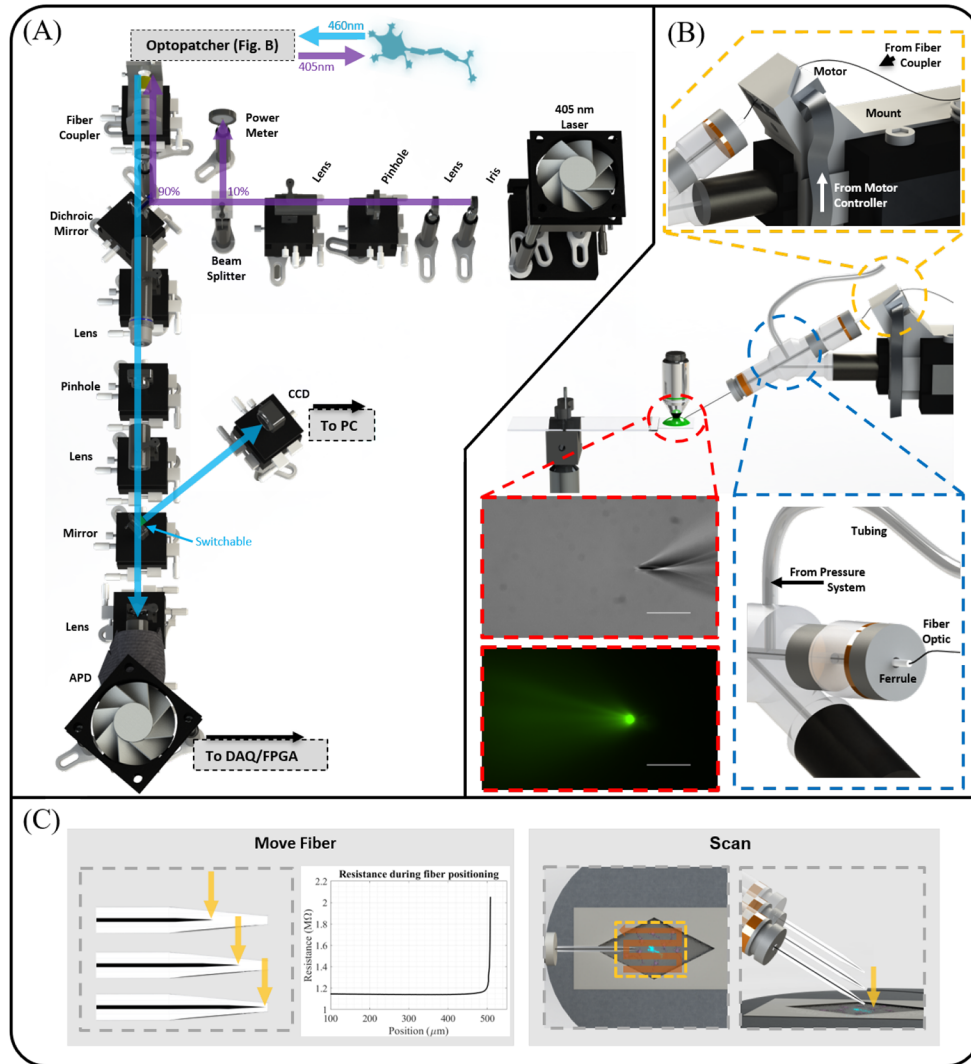 (A)
Optopatcher (Fig. B)
460nm
405nm
Fiber
Coupler
Power
Meter
405 nm
Laser
Lens
Pinhole
Lens
Iris
90%
10%
Dichroic
Mirror
Beam
Splitter
Lens
Pinhole
CCD
To PC
Lens
Mirror
Switchable
Lens
APD
To DAQ/FPGA
(B)
From Fiber
Coupler
Motor
Mount
From Motor
Controller
Tubing
From Pressure
System
Fiber
Optic
Ferrule
(C)
Move Fiber
Resistance during fiber positioning
Resistance (MΩ)
2.2
2
1.8
1.6
1.4
1.2
1
100
200
300
400
500
Position (μm)
Scan